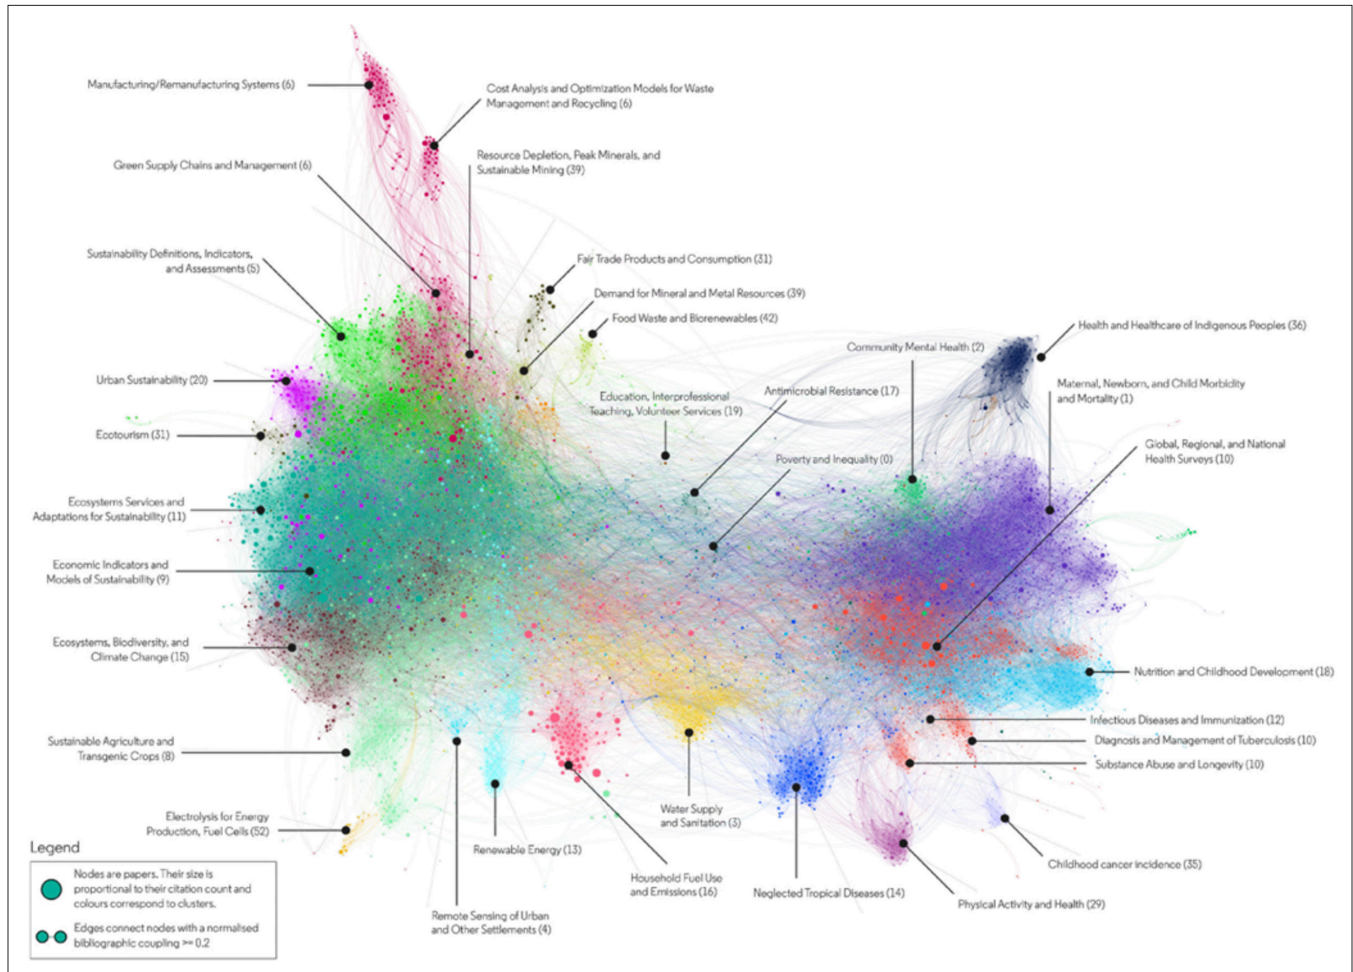 Manufacturing/Remanufacturing Systems (6)
Cost Analysis and Optimization Models for Waste
Management and Recycling (6)
Green Supply Chains and Management (6)
Resource Depletion, Peak Minerals, and
Sustainable Mining (39)
Sustainability Definitions, Indicators,
and Assessments (5)
Fair Trade Products and Consumption (31)
Demand for Mineral and Metal Resources (39)
Food Waste and Biorenewables (42)
Health and Healthcare of Indigenous Peoples (36)
Community Mental Health (2)
Urban Sustainability (20)
Education, Interprofessional
Teaching, Volunteer Services (19)
Antimicrobial Resistance (17)
Maternal, Newborn, and Child Morbidity
and Mortality (1)
Ecotourism (31)
Poverty and Inequality (0)
Global, Regional, and National
Health Surveys (10)
Ecosystems Services and
Adaptations for Sustainability (11)
Economic Indicators and
Models of Sustainability (9)
Ecosystems, Biodiversity, and
Climate Change (15)
Nutrition and Childhood Development (18)
Infectious Diseases and Immunization (12)
Diagnosis and Management of Tuberculosis (10)
Substance Abuse and Longevity (10)
Sustainable Agriculture and
Transgenic Crops (8)
Electrolysis for Energy
Production, Fuel Cells (52)
Water Supply
and Sanitation (3)
Renewable Energy (13)
Household Fuel Use
and Emissions (16)
Neglected Tropical Diseases (14)
Childhood cancer incidence (35)
Physical Activity and Health (29)
Remote Sensing of Urban
and Other Settlements (4)
Legend
Nodes are papers. Their size is
proportional to their citation count and
colours correspond to clusters.
Edges connect nodes with a normalised
bibliographic coupling >= 0.2